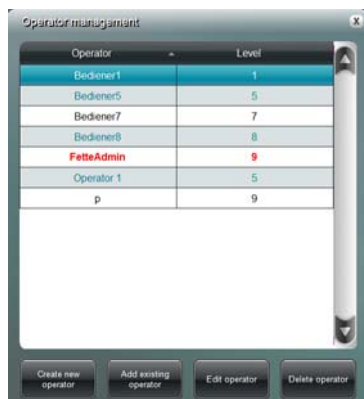 Operator management
X
Operator Level
Bediener1 1
Bediener5 5
Bediener7 7
Bediener8 8
FetteAdmin 9
Operator 1 5
p 9
Create new operator
Add existing operator
Edit operator
Delete operator